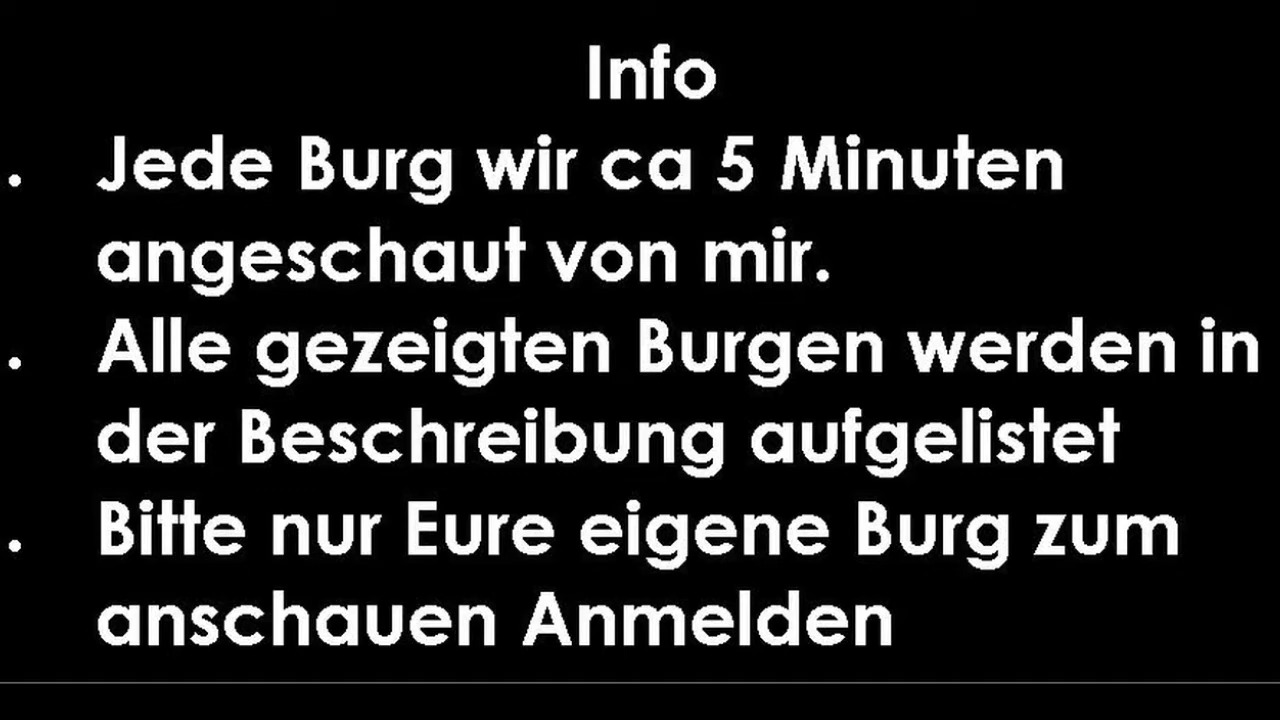 Info
. Jede Burg wir ca 5 Minuten
angeschaut von mir.
. Alle gezeigten Burgen werden in
der Beschreibung aufgelistet
. Bitte nur Eure eigene Burg zum
anschauen Anmelden